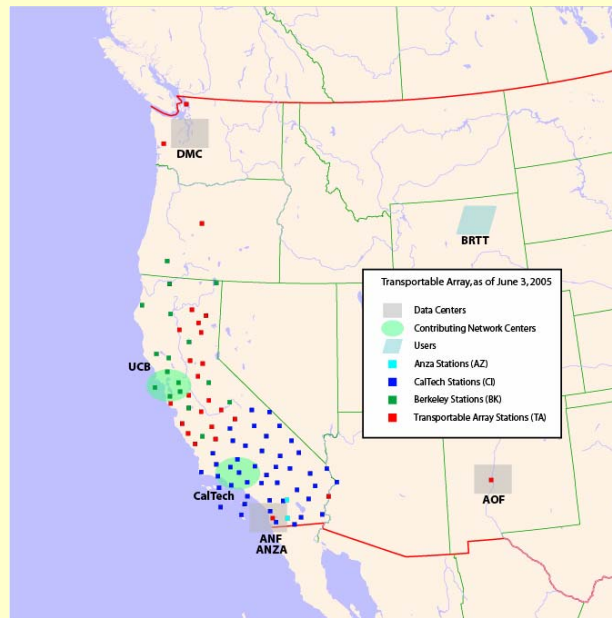 DMC
BRTT
Transportable Array, as of June 3, 2005
Data Centers
Contributing Network Centers
Users
Anza Stations (AZ)
CalTech Stations (CI)
Berkeley Stations (BK)
Transportable Array Stations (TA)
UCB
CalTech
AOF
ANF
ANZA